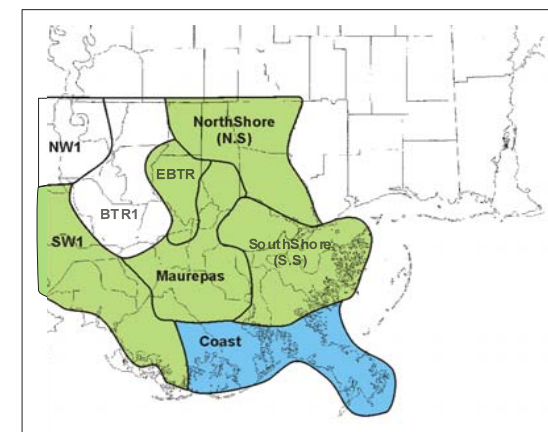 NorthShore
(N.S)
NW1
EBTR
BTR1
SW1
SouthShore
(S.S)
Maurepas
Coast